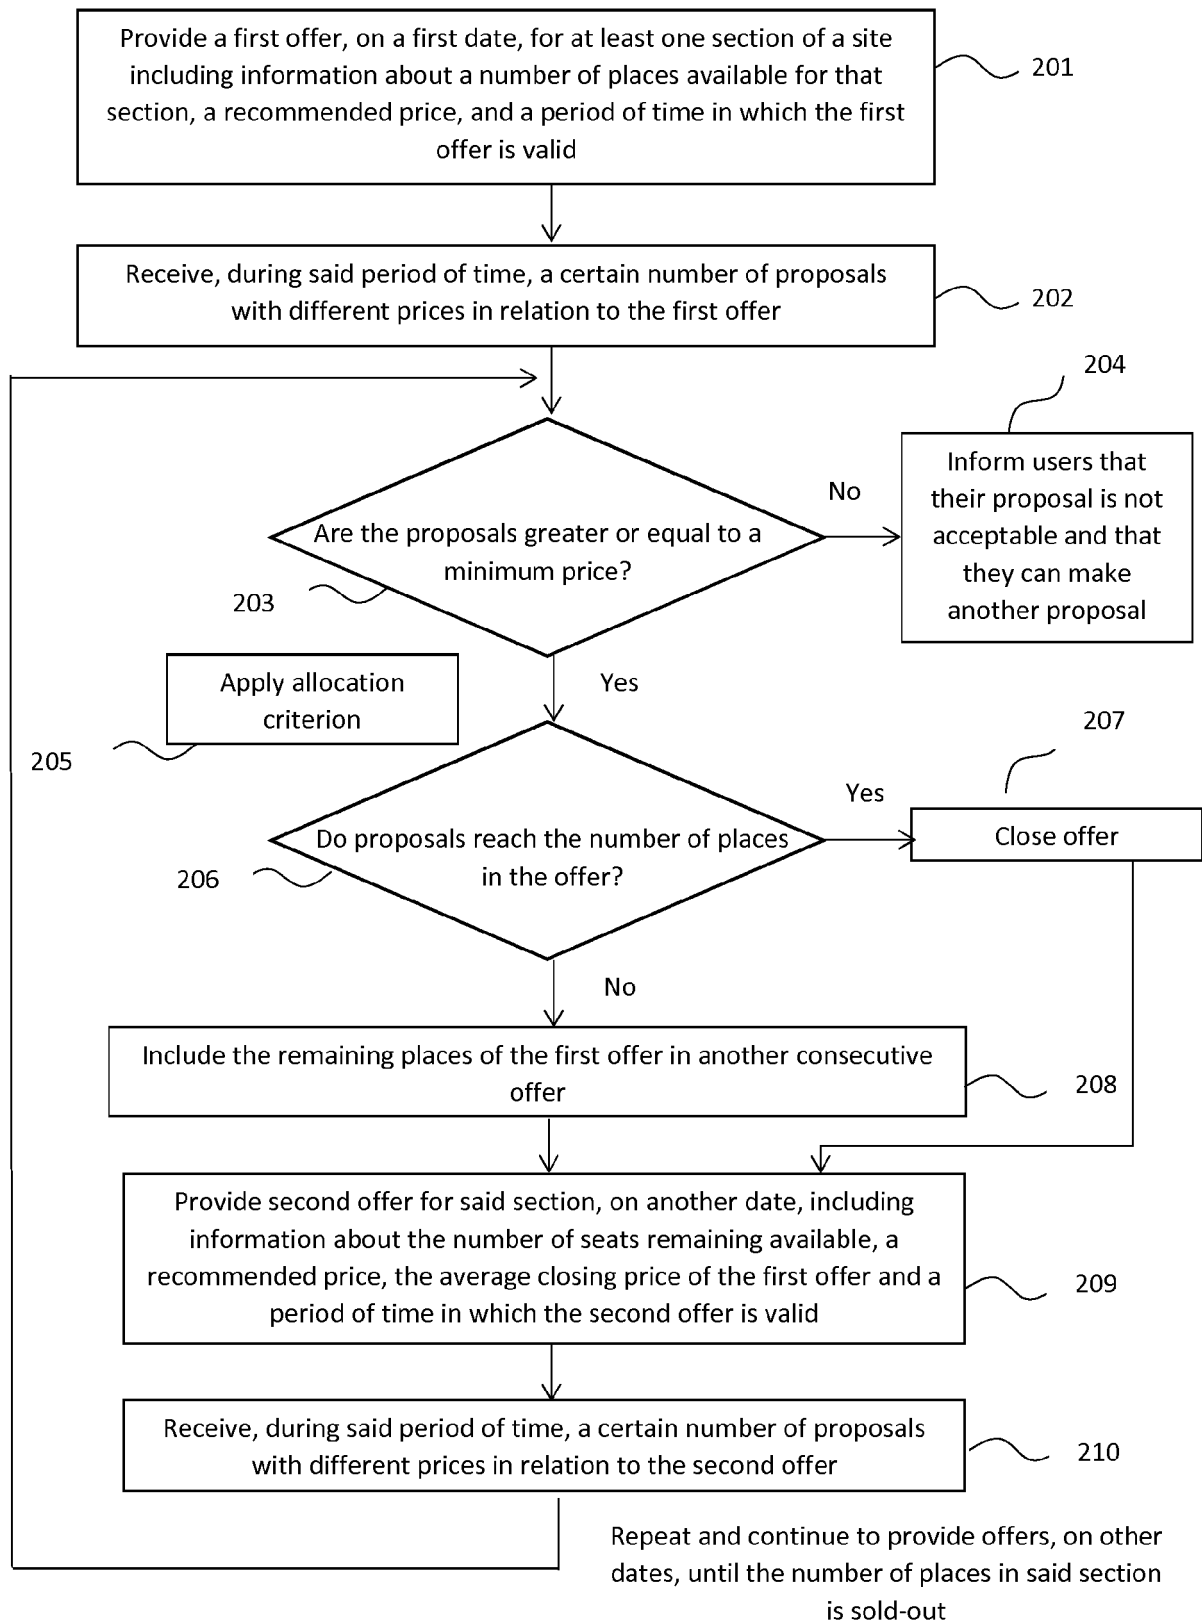 Provide a first offer, on a first date, for at least one section of a site
including information about a number of places available for that
section, a recommended price, and a period of time in which the first
offer is valid
201
Receive, during said period of time, a certain number of proposals
with different prices in relation to the first offer
202
204
Inform users that
their proposal is not
acceptable and that
they can make
another proposal
No
Are the proposals greater or equal to a
minimum price?
203
Yes
Apply allocation
criterion
205
207
Yes
Close offer
Do proposals reach the number of places
in the offer?
206
No
Include the remaining places of the first offer in another consecutive
offer
208
Provide second offer for said section, on another date, including
information about the number of seats remaining available, a
recommended price, the average closing price of the first offer and a
period of time in which the second offer is valid
209
Receive, during said period of time, a certain number of proposals
with different prices in relation to the second offer
210
Repeat and continue to provide offers, on other
dates, until the number of places in said section
is sold-out